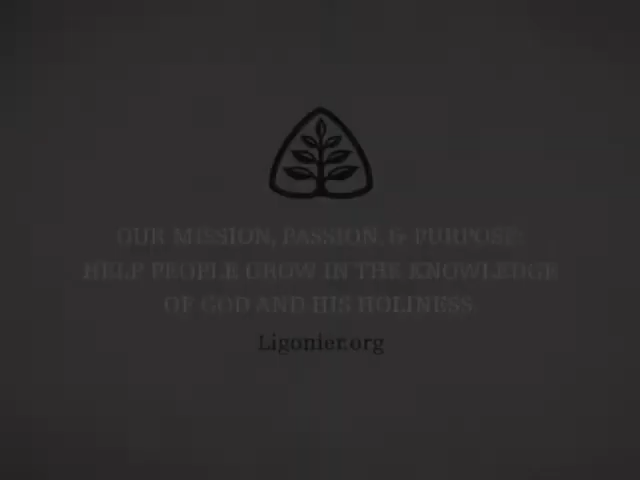 OUR MISSION, PASSION, & PURPOSE:
HELP PEOPLE GROW IN THE KNOWLEDGE
OF GOD AND HIS HOLINESS.
Ligonier.org